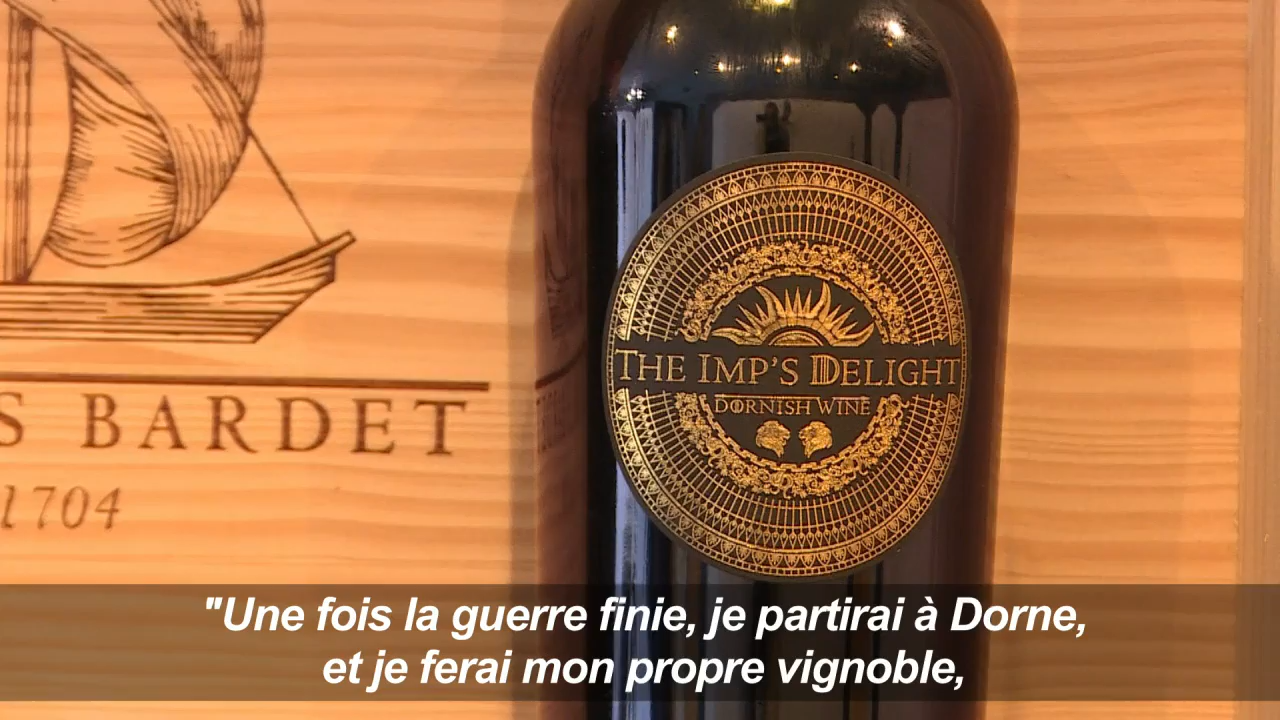 S BARDET
1704
THE IMP'S DELIGHT
DORNISH WINE
"Une fois la guerre finie, je partirai à Dorne,
et je ferai mon propre vignoble,